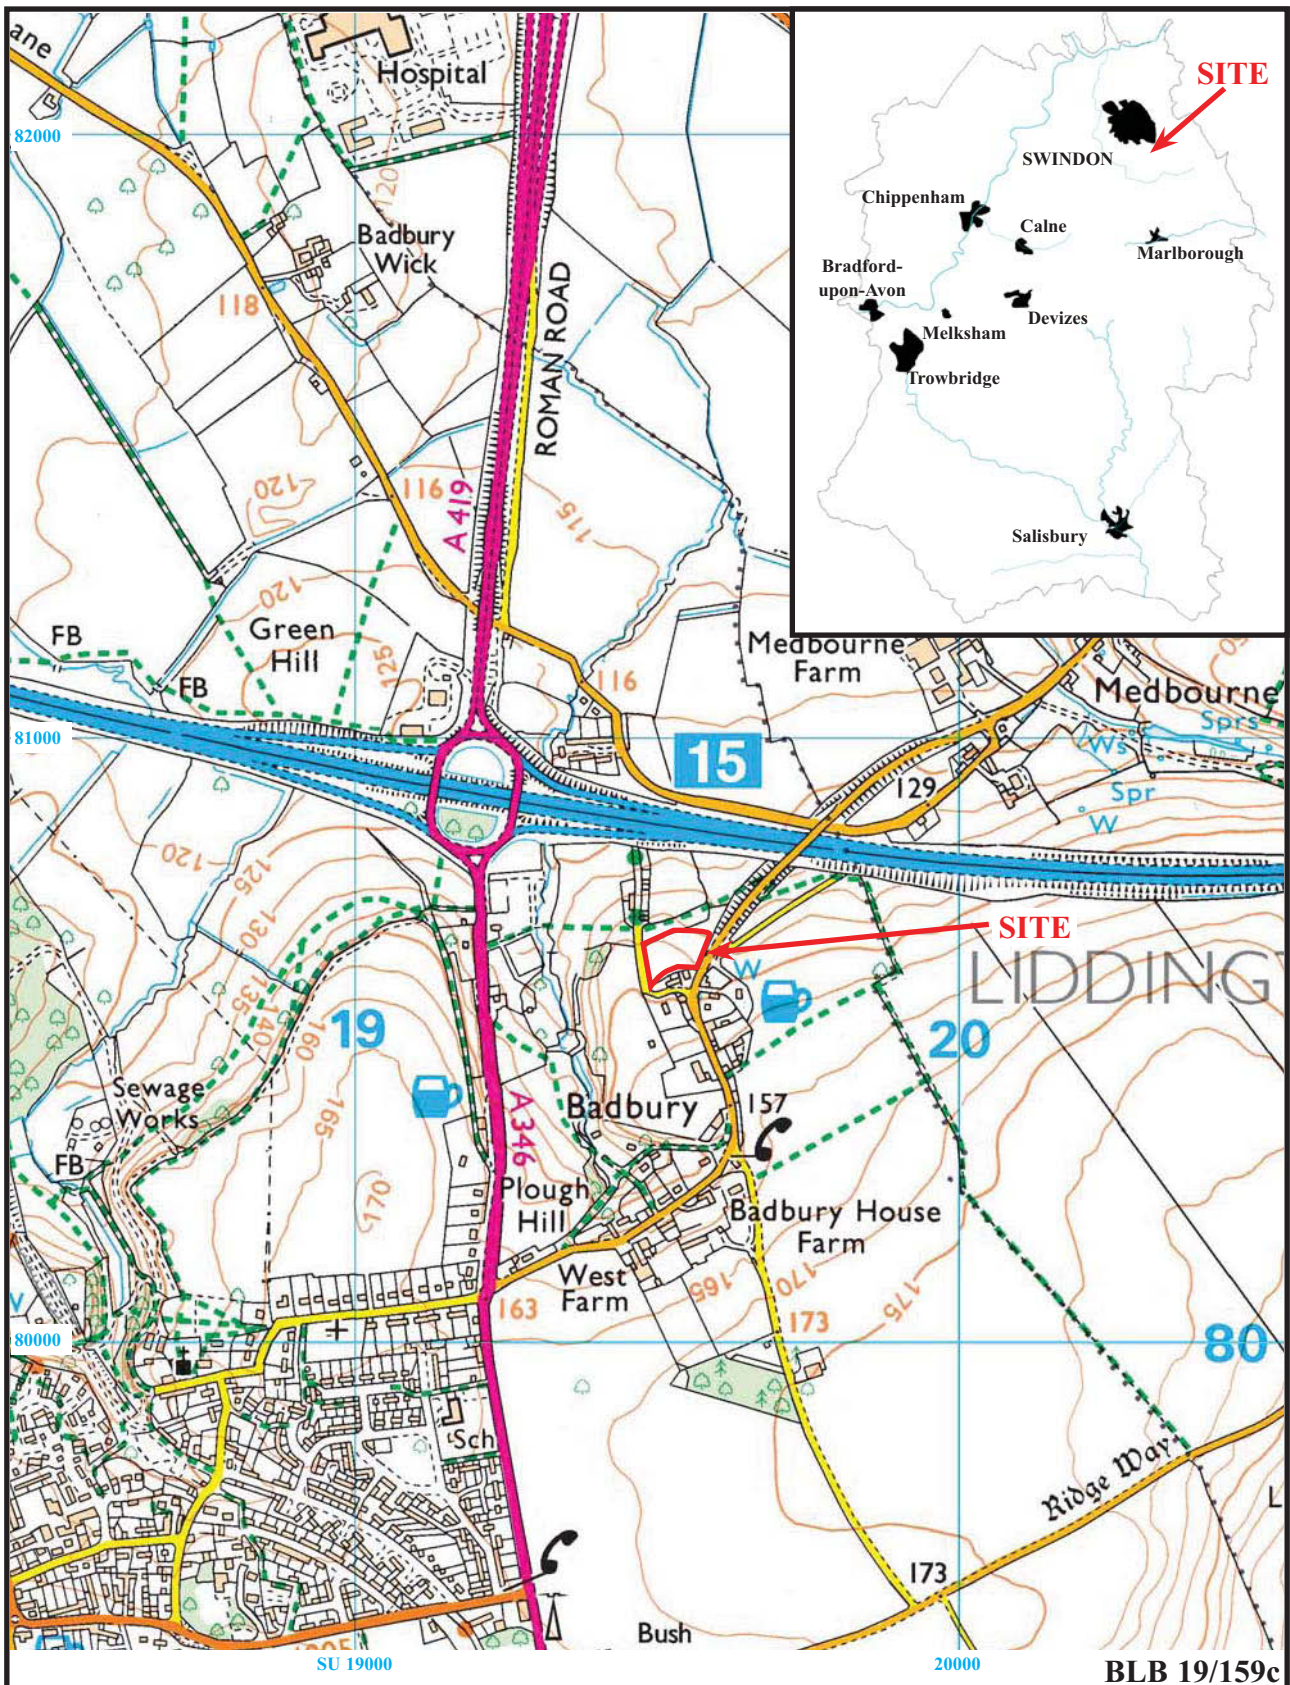 ane
Hospital
82000
120
Badbury
Wick
118
ROMAN ROAD
116
A 419
120
115
120
Green
Hill
125
FB
FB
116
Medbourne
Farm
Medbourne
Sprs
Ws
Spr
W
81000
15
129
120
125
130
135
140
160
165
170
SITE
W
LIDDING
19
20
Sewage
Works
FB
A 346
Badbury
157
Plough
Hill
Badbury House
Farm
West
Farm
163
165
170
175
173
80000
80
Sch
Ridge Way
L
173
Bush
SU 19000
20000
BLB 19/159c
SITE
SWINDON
Chippenham
Calne
Marlborough
Bradford-
upon-Avon
Melksham
Devizes
Trowbridge
Salisbury